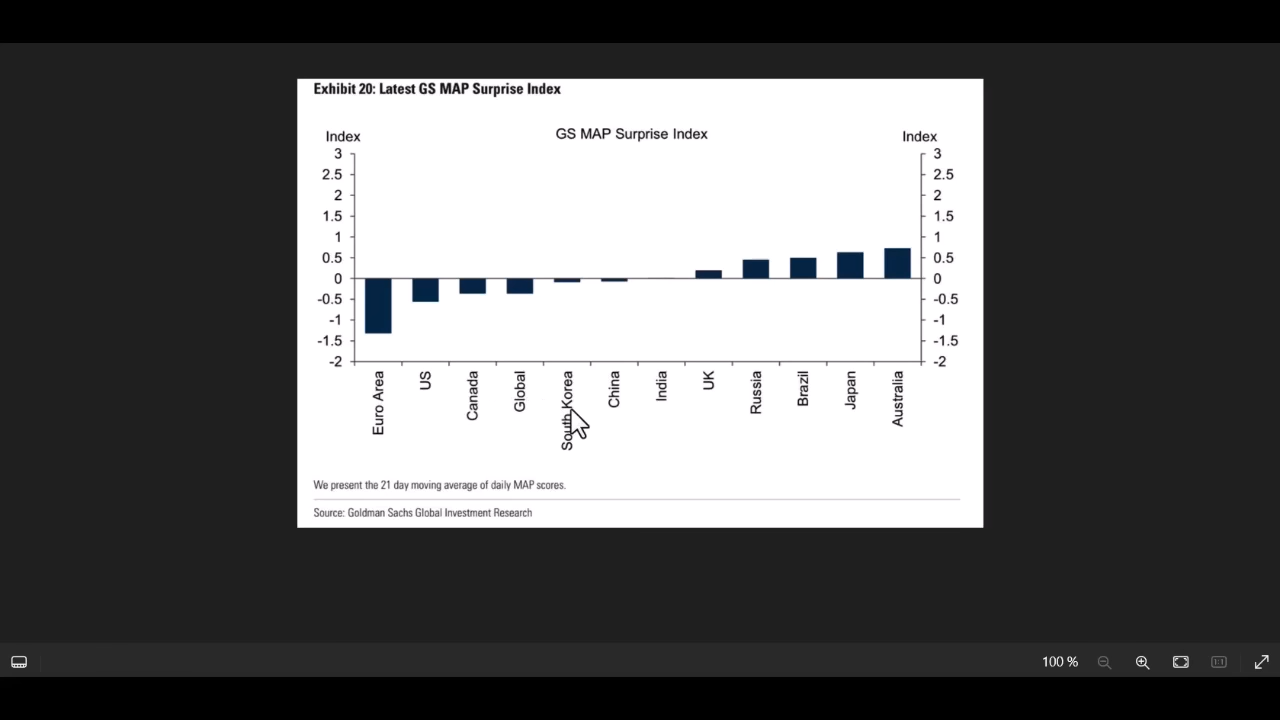 Exhibit 20: Latest GS MAP Surprise Index
GS MAP Surprise Index
Index Index
3 3
2.5 2.5
2 2
1.5 1.5
1 1
0.5 0.5
0 0
-0.5 -0.5
-1 -1
-1.5 -1.5
-2 -2
Euro Area
US
Canada
Global
South Korea
China
India
UK
Russia
Brazil
Japan
Australia
We present the 21 day moving average of daily MAP scores.
Source: Goldman Sachs Global Investment Research
100 %
1:1